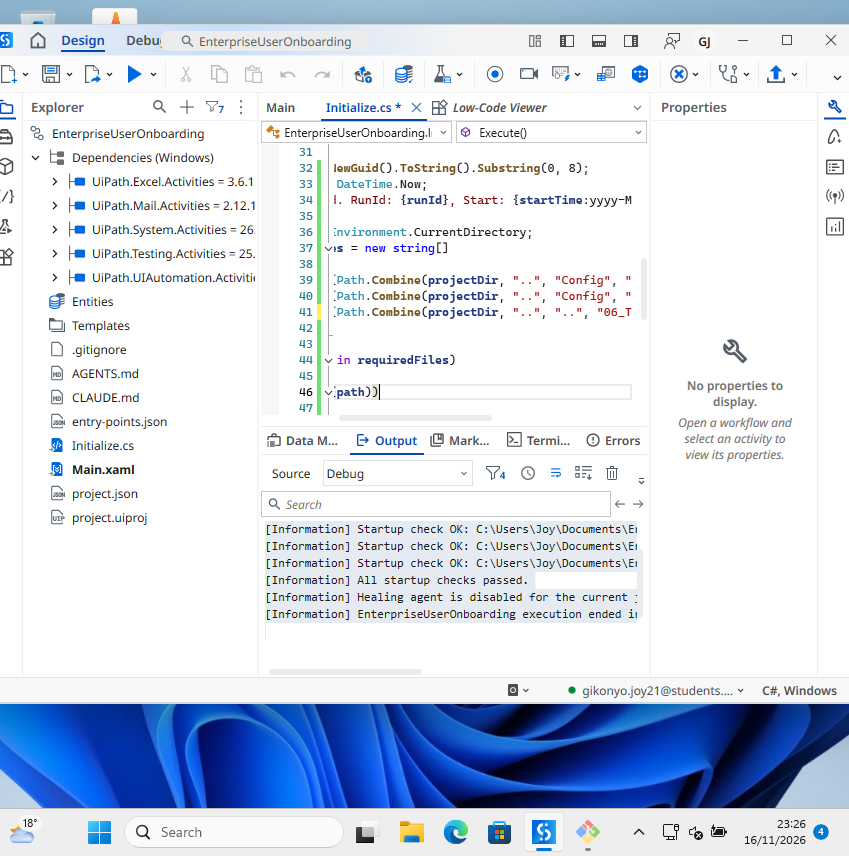 Design
Debu
EnterpriseUserOnboarding
GJ
Explorer
7
Main
Initialize.cs *
Low-Code Viewer
Properties
EnterpriseUserOnboarding
EnterpriseUserOnboarding.I
Execute()
Dependencies (Windows)
UiPath.Excel.Activities = 3.6.1
UiPath.Mail.Activities = 2.12.1
UiPath.System.Activities = 26.
UiPath.Testing.Activities = 25.
UiPath.UIAutomation.Activitie
Entities
Templates
.gitignore
AGENTS.md
CLAUDE.md
entry-points.json
Initialize.cs
Main.xaml
project.json
project.uiproj
31
32 NewGuid().ToString().Substring(0, 8);
33 DateTime.Now;
34 d. RunId: {runId}, Start: {startTime:yyyy-M
35
36 Environment.CurrentDirectory;
37 es = new string[]
38
39 Path.Combine(projectDir, "..", "Config", "
40 Path.Combine(projectDir, "..", "Config", "
41 Path.Combine(projectDir, "..", "..", "06_T
42
43
44 in requiredFiles)
45
46 path))
47
No properties to
display.
Open a workflow and
select an activity to
view its properties.
Data M...
Output
Mark...
Termi...
Errors
Source
Debug
4
Search
[Information] Startup check OK: C:\Users\Joy\Documents\En
[Information] Startup check OK: C:\Users\Joy\Documents\En
[Information] Startup check OK: C:\Users\Joy\Documents\En
[Information] All startup checks passed.
[Information] Healing agent is disabled for the current j
[Information] EnterpriseUserOnboarding execution ended in
gikonyo.joy21@students....
C#, Windows
18°
Search
23:26
16/11/2026
4